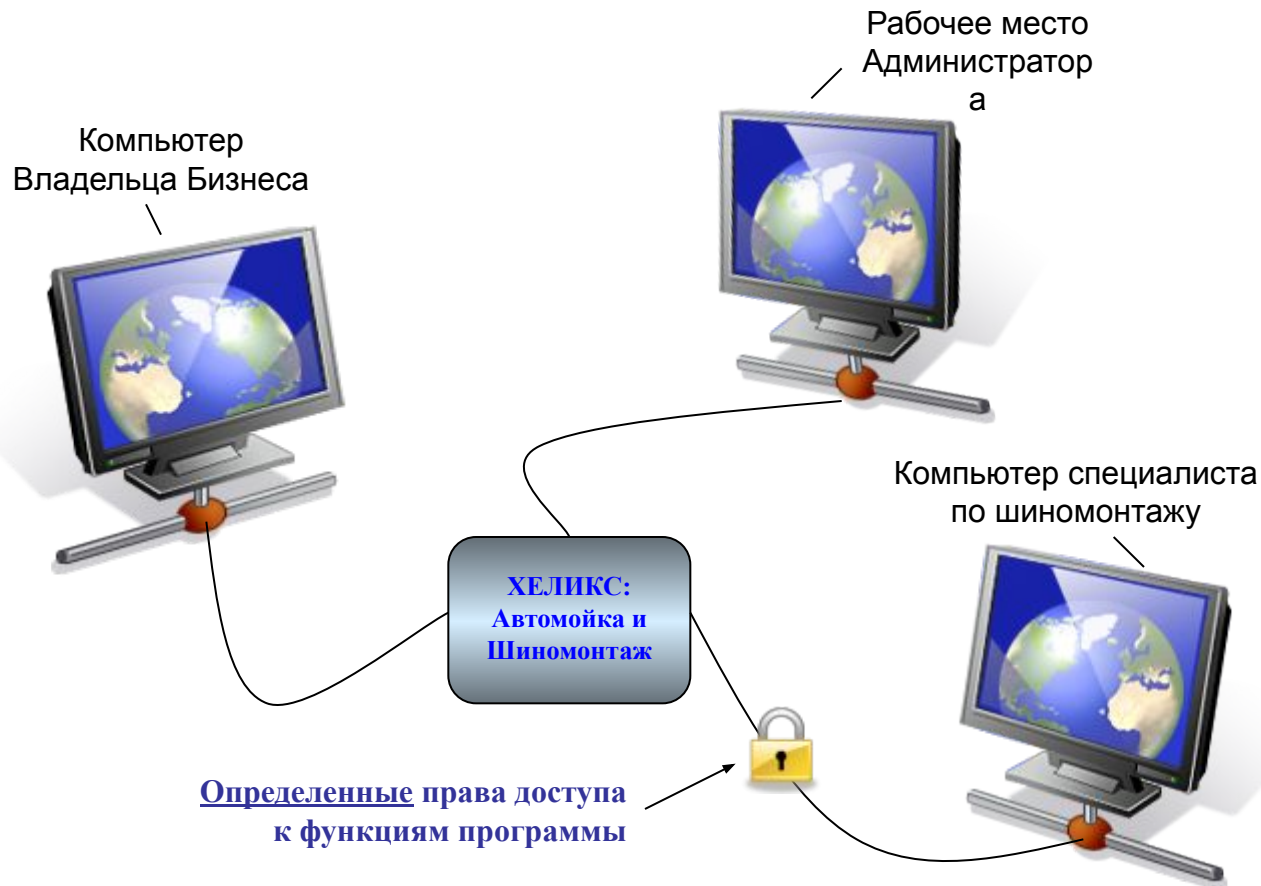 Рабочее место
Администратор
а
Компьютер
Владельца Бизнеса
Компьютер специалиста
по шиномонтажу
ХЕЛИКС:
Автомойка и
Шиномонтаж
Определенные права доступа
к функциям программы